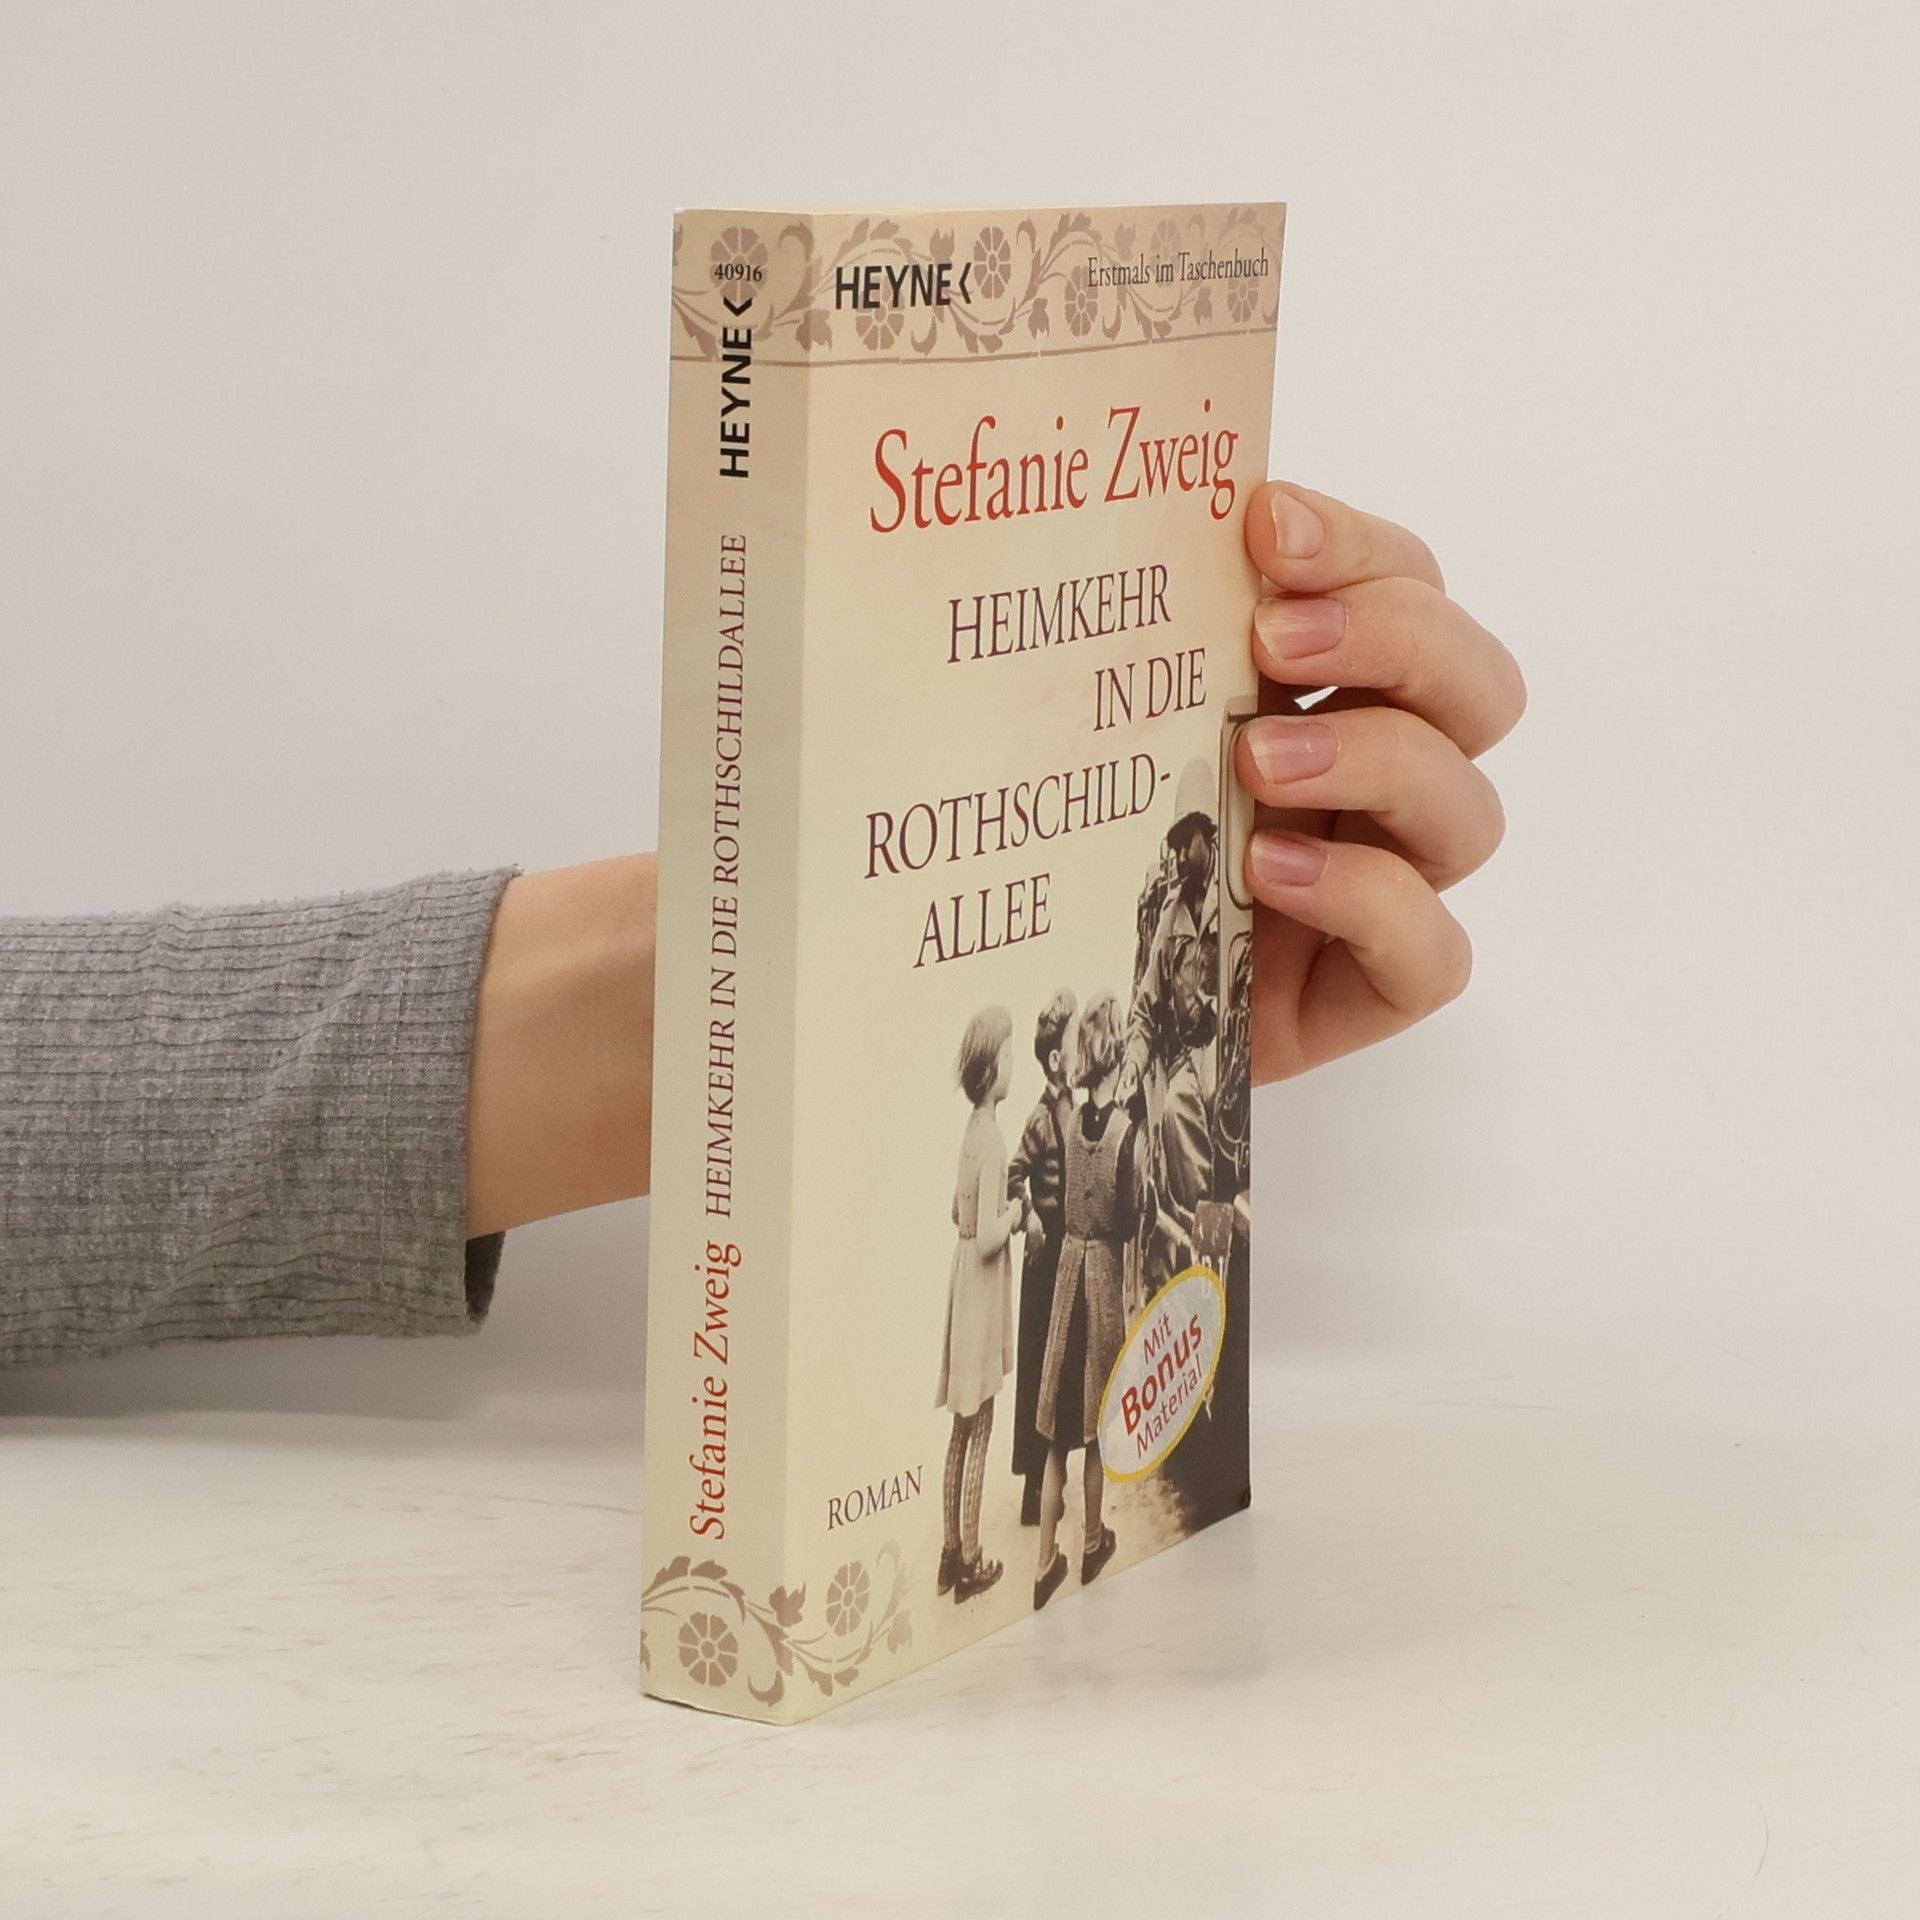 40916
HEYNE<
HEIMKEHR IN DIE ROTHSCHILDALLEE
Stefanie Zweig
HEYNE<
Erstmals im Taschenbuch
Stefanie Zweig
HEIMKEHR
IN DIE
ROTHSCHILD-
ALLEE
Mit
Bonus
Material
ROMAN